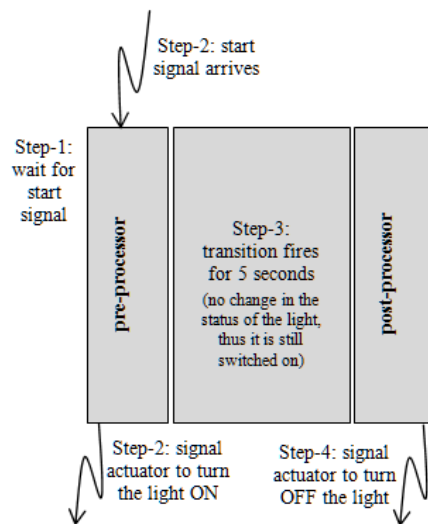 Step-2: start
signal arrives
Step-1:
wait for
start
signal
pre-processor
Step-3:
transition fires
for 5 seconds
(no change in the
status of the light,
thus it is still
switched on)
post-processor
Step-2: signal
actuator to turn
the light ON
Step-4: signal
actuator to turn
OFF the light